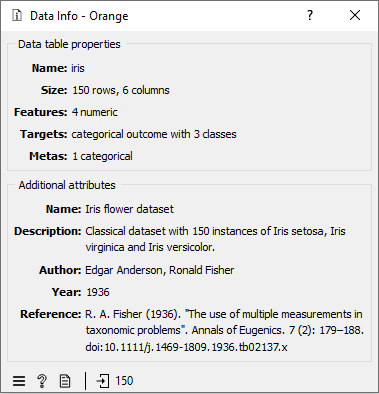 Data Info - Orange
Data table properties
Name: iris
Size: 150 rows, 6 columns
Features: 4 numeric
Targets: categorical outcome with 3 classes
Metas: 1 categorical
Additional attributes
Name: Iris flower dataset
Description: Classical dataset with 150 instances of Iris setosa, Iris
virginica and Iris versicolor.
Author: Edgar Anderson, Ronald Fisher
Year: 1936
Reference: R. A. Fisher (1936). "The use of multiple measurements in
taxonomic problems". Annals of Eugenics. 7 (2): 179–188.
doi:10.1111/j.1469-1809.1936.tb02137.x
150